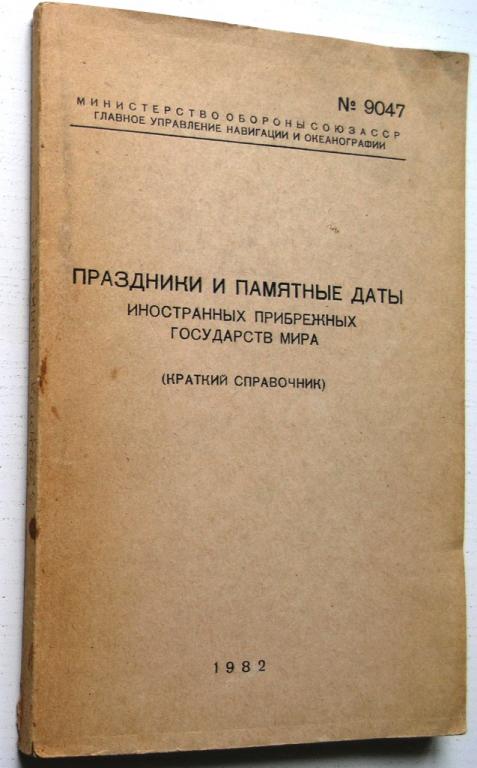 № 9047
МИНИСТЕРСТВО ОБОРОНЫ СОЮЗА ССР
ГЛАВНОЕ УПРАВЛЕНИЕ НАВИГАЦИИ И ОКЕАНОГРАФИИ
ПРАЗДНИКИ И ПАМЯТНЫЕ ДАТЫ
ИНОСТРАННЫХ ПРИБРЕЖНЫХ
ГОСУДАРСТВ МИРА
(КРАТКИЙ СПРАВОЧНИК)
1982